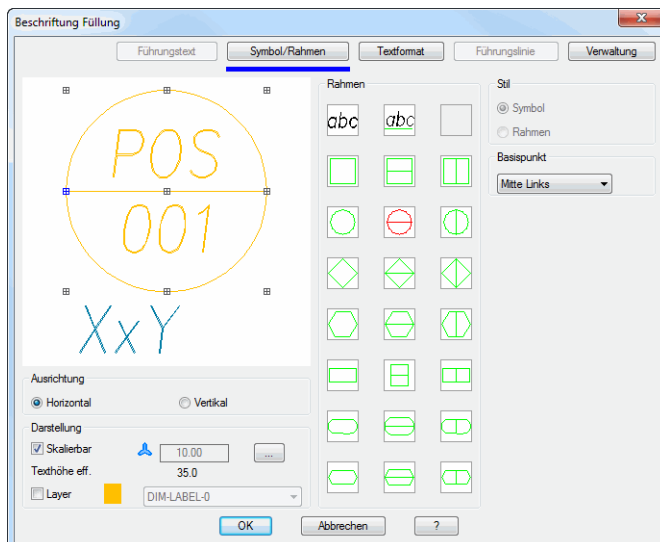 Beschriftung Füllung
Führungstext
Symbol/Rahmen
Textformat
Führungslinie
Verwaltung
POS
001
XxY
Rahmen
abc
abc
Stil
Symbol
Rahmen
Basispunkt
Mitte Links
Ausrichtung
Horizontal
Vertikal
Darstellung
Skalierbar
10.00
...
Texthöhe eff.
35.0
Layer
DIM-LABEL-0
OK
Abbrechen
?